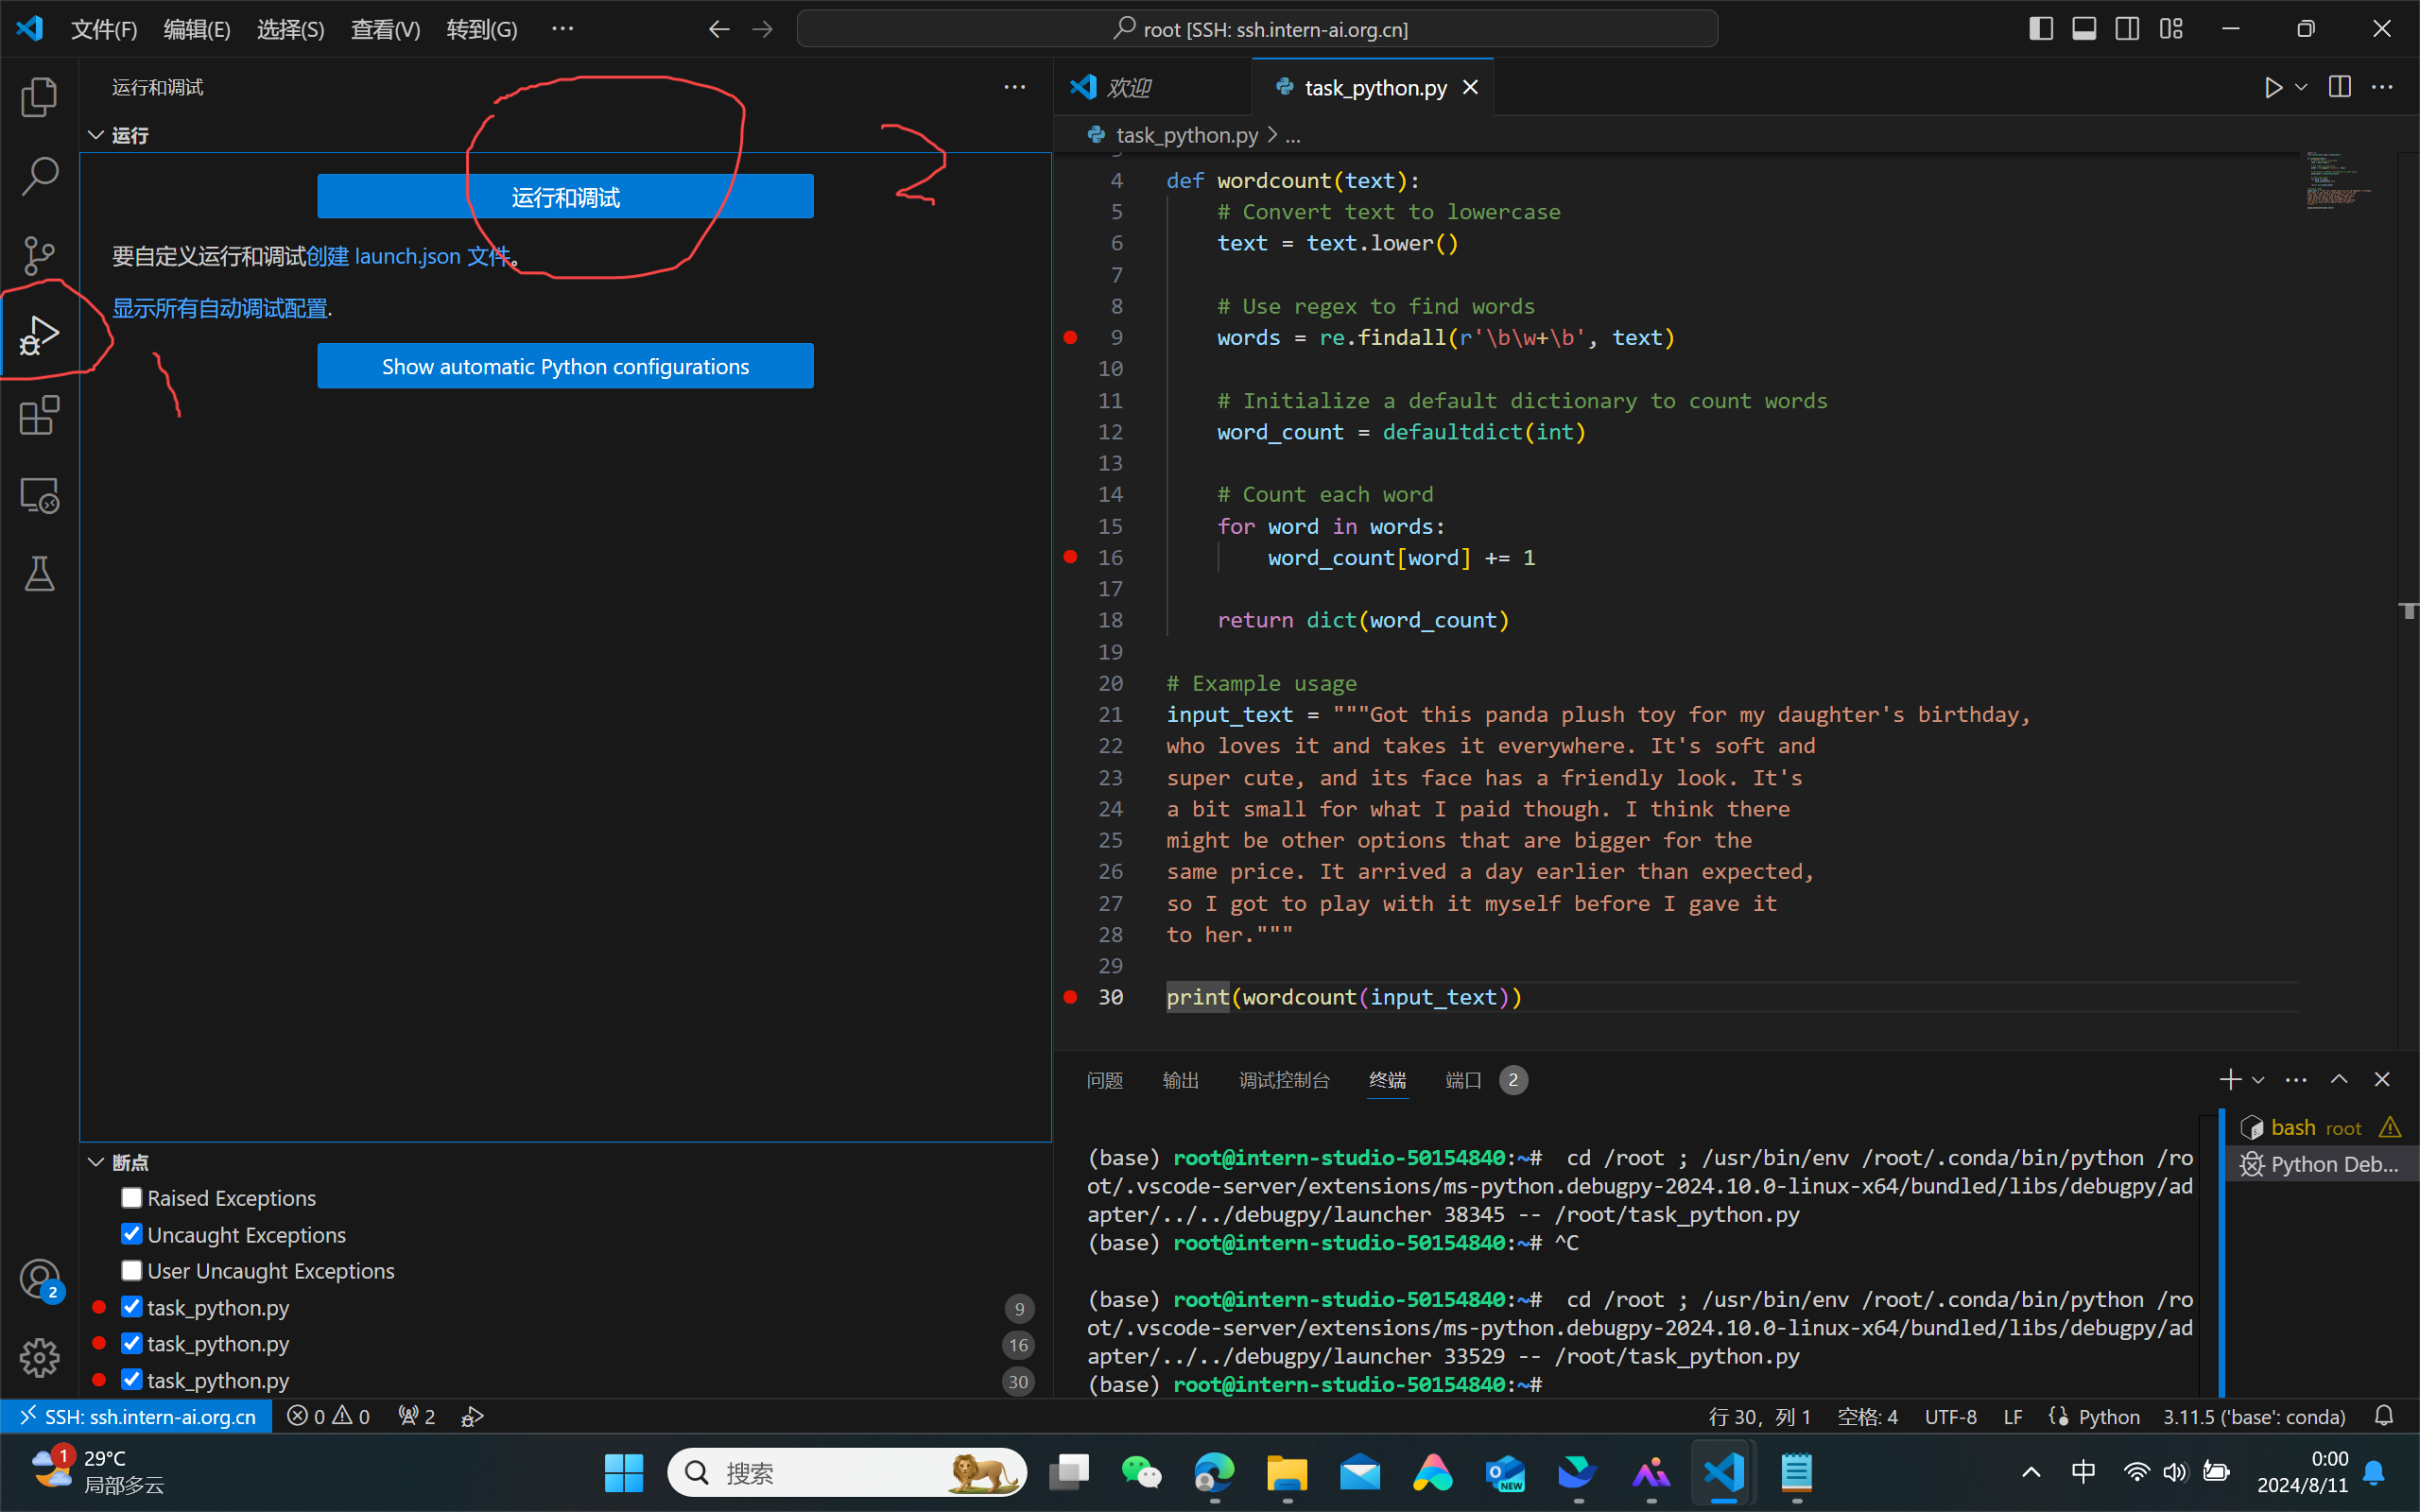 文件(F) 编辑(E) 选择(S) 查看(V) 转到(G) ···
root [SSH: ssh.intern-ai.org.cn]
运行和调试
运行
运行和调试
要自定义运行和调试创建 launch.json 文件。
显示所有自动调试配置.
Show automatic Python configurations
1
2
断点
Raised Exceptions
Uncaught Exceptions
User Uncaught Exceptions
task_python.py 9
task_python.py 16
task_python.py 30
欢迎 task_python.py
task_python.py > ...
4 def wordcount(text):
5 # Convert text to lowercase
6 text = text.lower()
7
8 # Use regex to find words
9 words = re.findall(r'\b\w+\b', text)
10
11 # Initialize a default dictionary to count words
12 word_count = defaultdict(int)
13
14 # Count each word
15 for word in words:
16 word_count[word] += 1
17
18 return dict(word_count)
19
20 # Example usage
21 input_text = """Got this panda plush toy for my daughter's birthday,
22 who loves it and takes it everywhere. It's soft and
23 super cute, and its face has a friendly look. It's
24 a bit small for what I paid though. I think there
25 might be other options that are bigger for the
26 same price. It arrived a day earlier than expected,
27 so I got to play with it myself before I gave it
28 to her."""
29
30 print(wordcount(input_text))
问题 输出 调试控制台 终端 端口 2
(base) root@intern-studio-50154840:~# cd /root ; /usr/bin/env /root/.conda/bin/python /ro
ot/.vscode-server/extensions/ms-python.debugpy-2024.10.0-linux-x64/bundled/libs/debugpy/ad
apter/../../debugpy/launcher 38345 -- /root/task_python.py
(base) root@intern-studio-50154840:~# ^C
(base) root@intern-studio-50154840:~# cd /root ; /usr/bin/env /root/.conda/bin/python /ro
ot/.vscode-server/extensions/ms-python.debugpy-2024.10.0-linux-x64/bundled/libs/debugpy/ad
apter/../../debugpy/launcher 33529 -- /root/task_python.py
(base) root@intern-studio-50154840:~#
bash root
Python Deb...
2
SSH: ssh.intern-ai.org.cn 0 0 2
行 30，列 1 空格: 4 UTF-8 LF Python 3.11.5 ('base': conda)
1
29°C
局部多云
搜索
NEW
中
0:00
2024/8/11